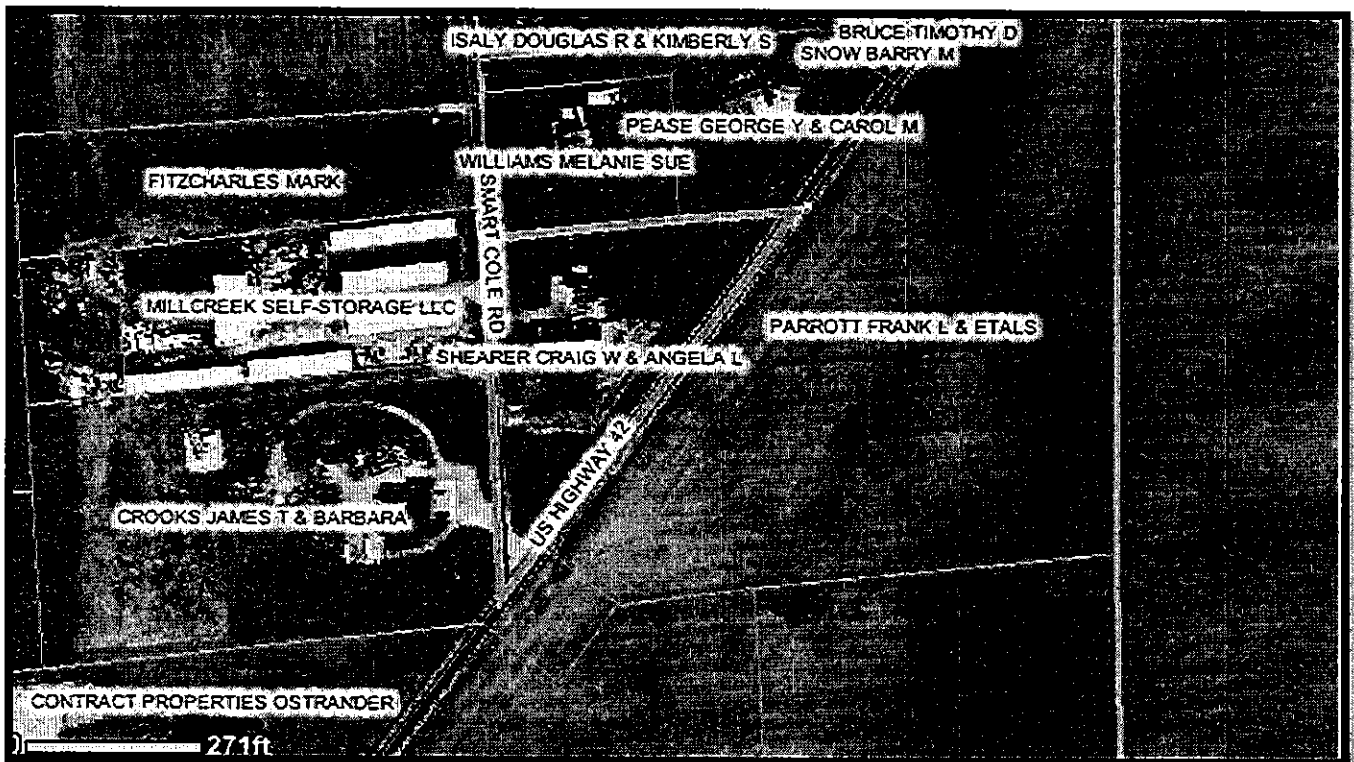 ISALY DOUGLAS R & KIMBERLY S
BRUCE TIMOTHY D
SNOW BARRY M
PEASE GEORGE Y & CAROL M
WILLIAMS MELANIE SUE
FITZCHARLES MARK
SMART COLE RD
MILLCREEK SELF-STORAGE LLC
PARROTT FRANK L & ETALS
SHEARER CRAIG W & ANGELA L
US HIGHWAY 42
CROOKS JAMES T & BARBARA
CONTRACT PROPERTIES OSTRANDER
271ft